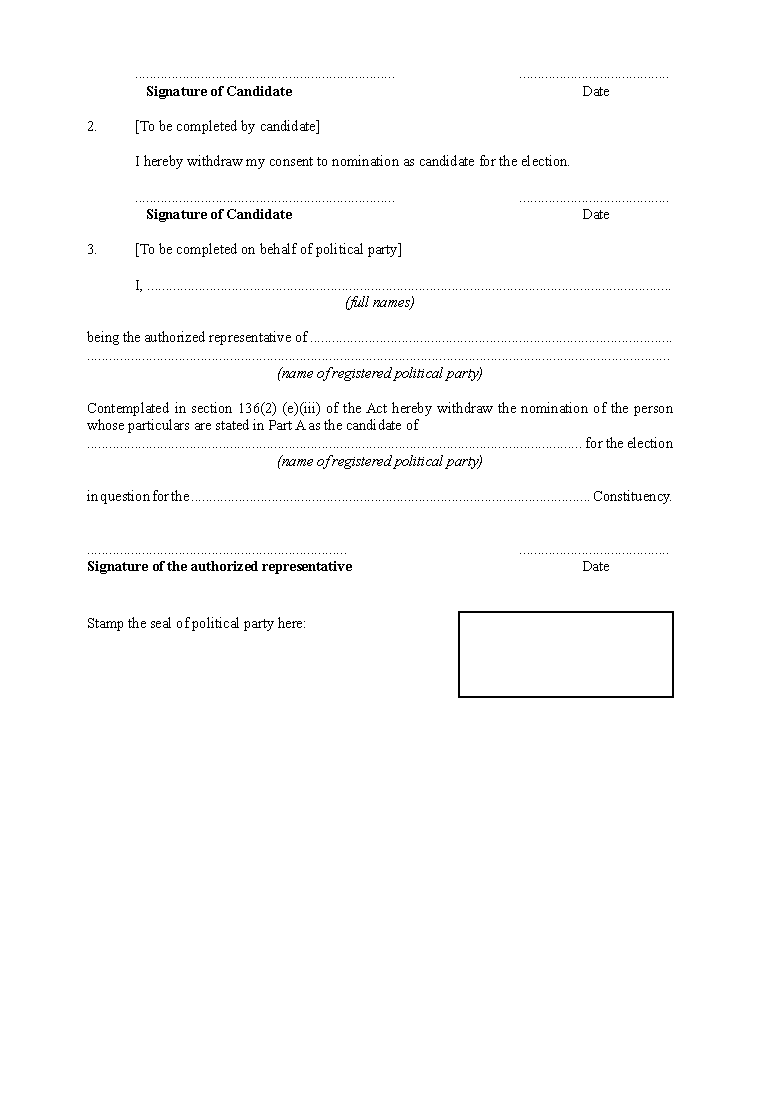 ....................................................................... .........................................
Signature of Candidate Date
2. [To be completed by candidate]
I hereby withdraw my consent to nomination as candidate for the election.
....................................................................... .........................................
Signature of Candidate Date
3. [To be completed on behalf of political party]
I, ...............................................................................................................................................
(full names)
being the authorized representative of ...................................................................................................
...............................................................................................................................................................
(name of registered political party)
Contemplated in section 136(2) (e)(iii) of the Act hereby withdraw the nomination of the person
whose particulars are stated in Part A as the candidate of
....................................................................................................................................... for the election
(name of registered political party)
in question for the ............................................................................................................. Constituency.
....................................................................... .........................................
Signature of the authorized representative Date
Stamp the seal of political party here: